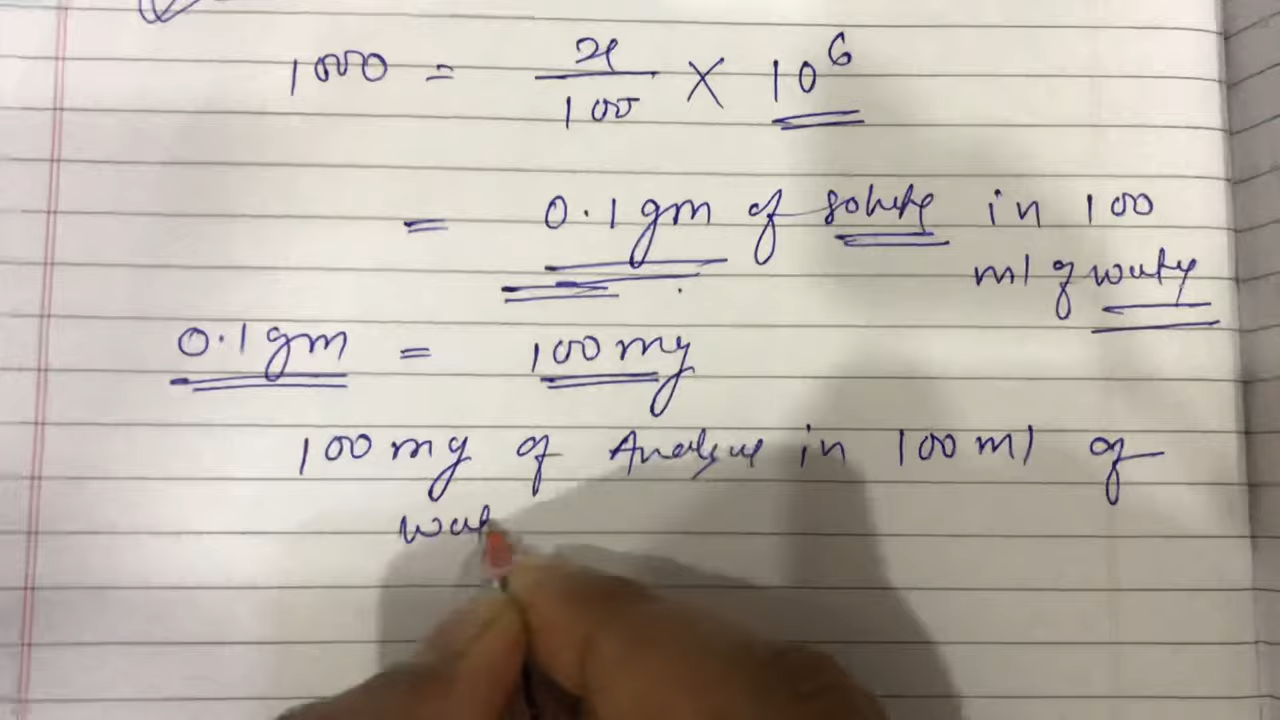 1000 = x / 100 × 10^6
= 0.1 gm of solute in 100
ml of water
0.1 gm = 100 mg
100 mg of Analyte in 100 ml of
wat